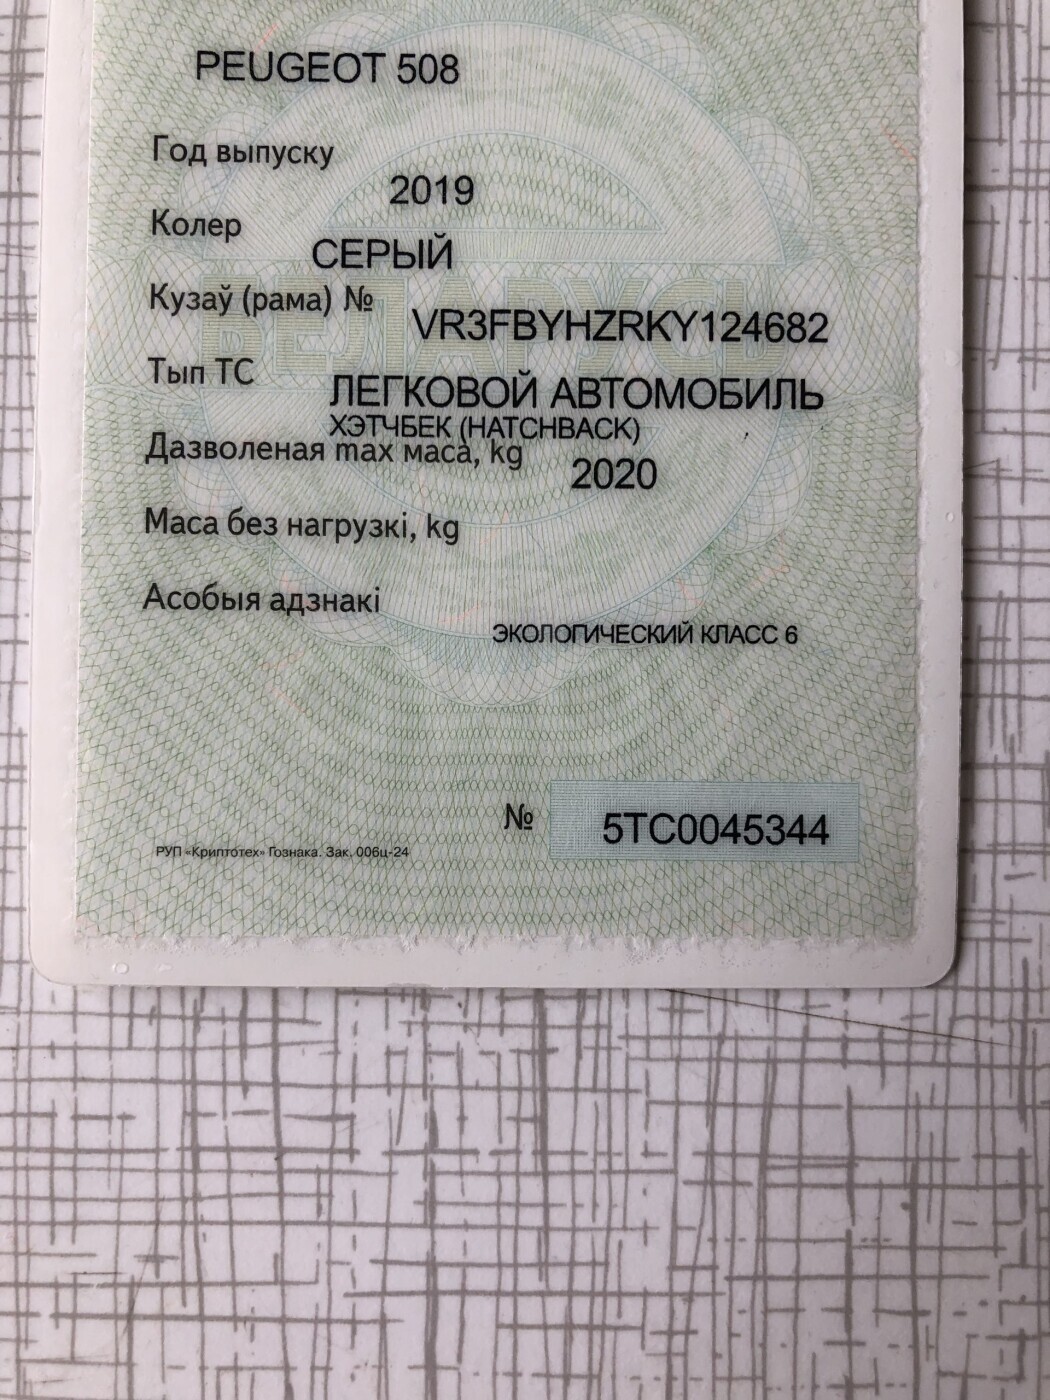 PEUGEOT 508
Год выпуску
2019
Колер
СЕРЫЙ
Кузаў (рама) №
VR3FBYHZRKY124682
БЕЛАРУСЬ
Тып ТС
ЛЕГКОВОЙ АВТОМОБИЛЬ
ХЭТЧБЕК (HATCHBACK)
Дазволеная max маса, kg
2020
Маса без нагрузкі, kg
Асобыя адзнакі
ЭКОЛОГИЧЕСКИЙ КЛАСС 6
№ 5TC0045344
РУП «Криптотех» Гознака. Зак. 006ц-24